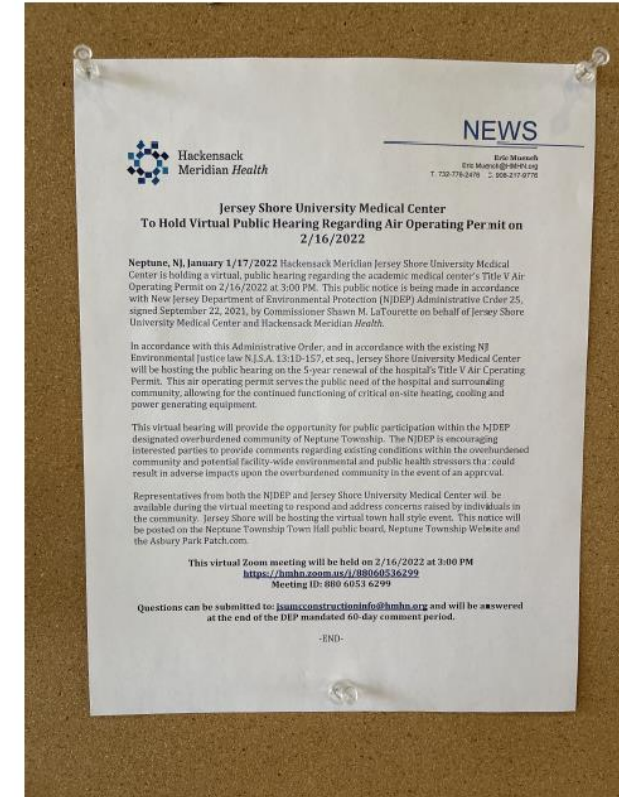 NEWS
Hackensack
Meridian Health
Eric Muench
Eric Muench@HMHN.org
T. 732-776-2476 908-217-9776
Jersey Shore University Medical Center
To Hold Virtual Public Hearing Regarding Air Operating Permit on
2/16/2022
Neptune, NJ, January 1/17/2022 Hackensack Meridian Jersey Shore University Medical
Center is holding a virtual, public hearing regarding the academic medical center's Title V Air
Operating Permit on 2/16/2022 at 3:00 PM. This public notice is being made in accordance
with New Jersey Department of Environmental Protection (NJDEP) Administrative Order 25,
signed September 22, 2021, by Commissioner Shawn M. LaTourette on behalf of Jersey Shore
University Medical Center and Hackensack Meridian Health.
In accordance with this Administrative Order, and in accordance with the existing NJ
Environmental Justice law N.J.S.A. 13:1D-157, et seq., Jersey Shore University Medical Center
will be hosting the public hearing on the 5-year renewal of the hospital's Title V Air Operating
Permit. This air operating permit serves the public need of the hospital and surrounding
community, allowing for the continued functioning of critical on-site heating, cooling and
power generating equipment.
This virtual hearing will provide the opportunity for public participation within the NJDEP
designated overburdened community of Neptune Township. The NJDEP is encouraging
interested parties to provide comments regarding existing conditions within the overburdened
community and potential facility-wide environmental and public health stressors that could
result in adverse impacts upon the overburdened community in the event of an approval.
Representatives from both the NJDEP and Jersey Shore University Medical Center will be
available during the virtual meeting to respond and address concerns raised by individuals in
the community. Jersey Shore will be hosting the virtual town hall style event. This notice will
be posted on the Neptune Township Town Hall public board, Neptune Township Website and
the Asbury Park Patch.com.
This virtual Zoom meeting will be held on 2/16/2022 at 3:00 PM
https://hmhn.zoom.us/j/88060536299
Meeting ID: 880 6053 6299
Questions can be submitted to: jsumcconstructioninfo@hmhn.org and will be answered
at the end of the DEP mandated 60-day comment period.
-END-